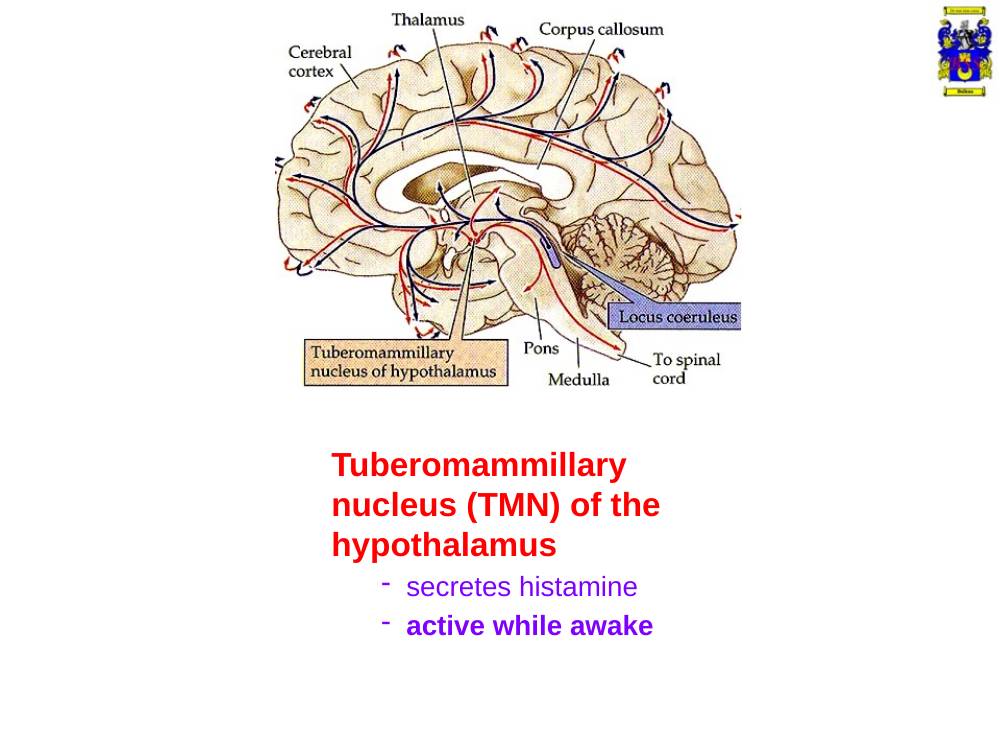 Thalamus
Corpus callosum
Cerebral
cortex
Locus coeruleus
Pons
Tuberomammillary
nucleus of hypothalamus
To spinal
cord
Medulla
Tuberomammillary
nucleus (TMN) of the
hypothalamus
- secretes histamine
- active while awake